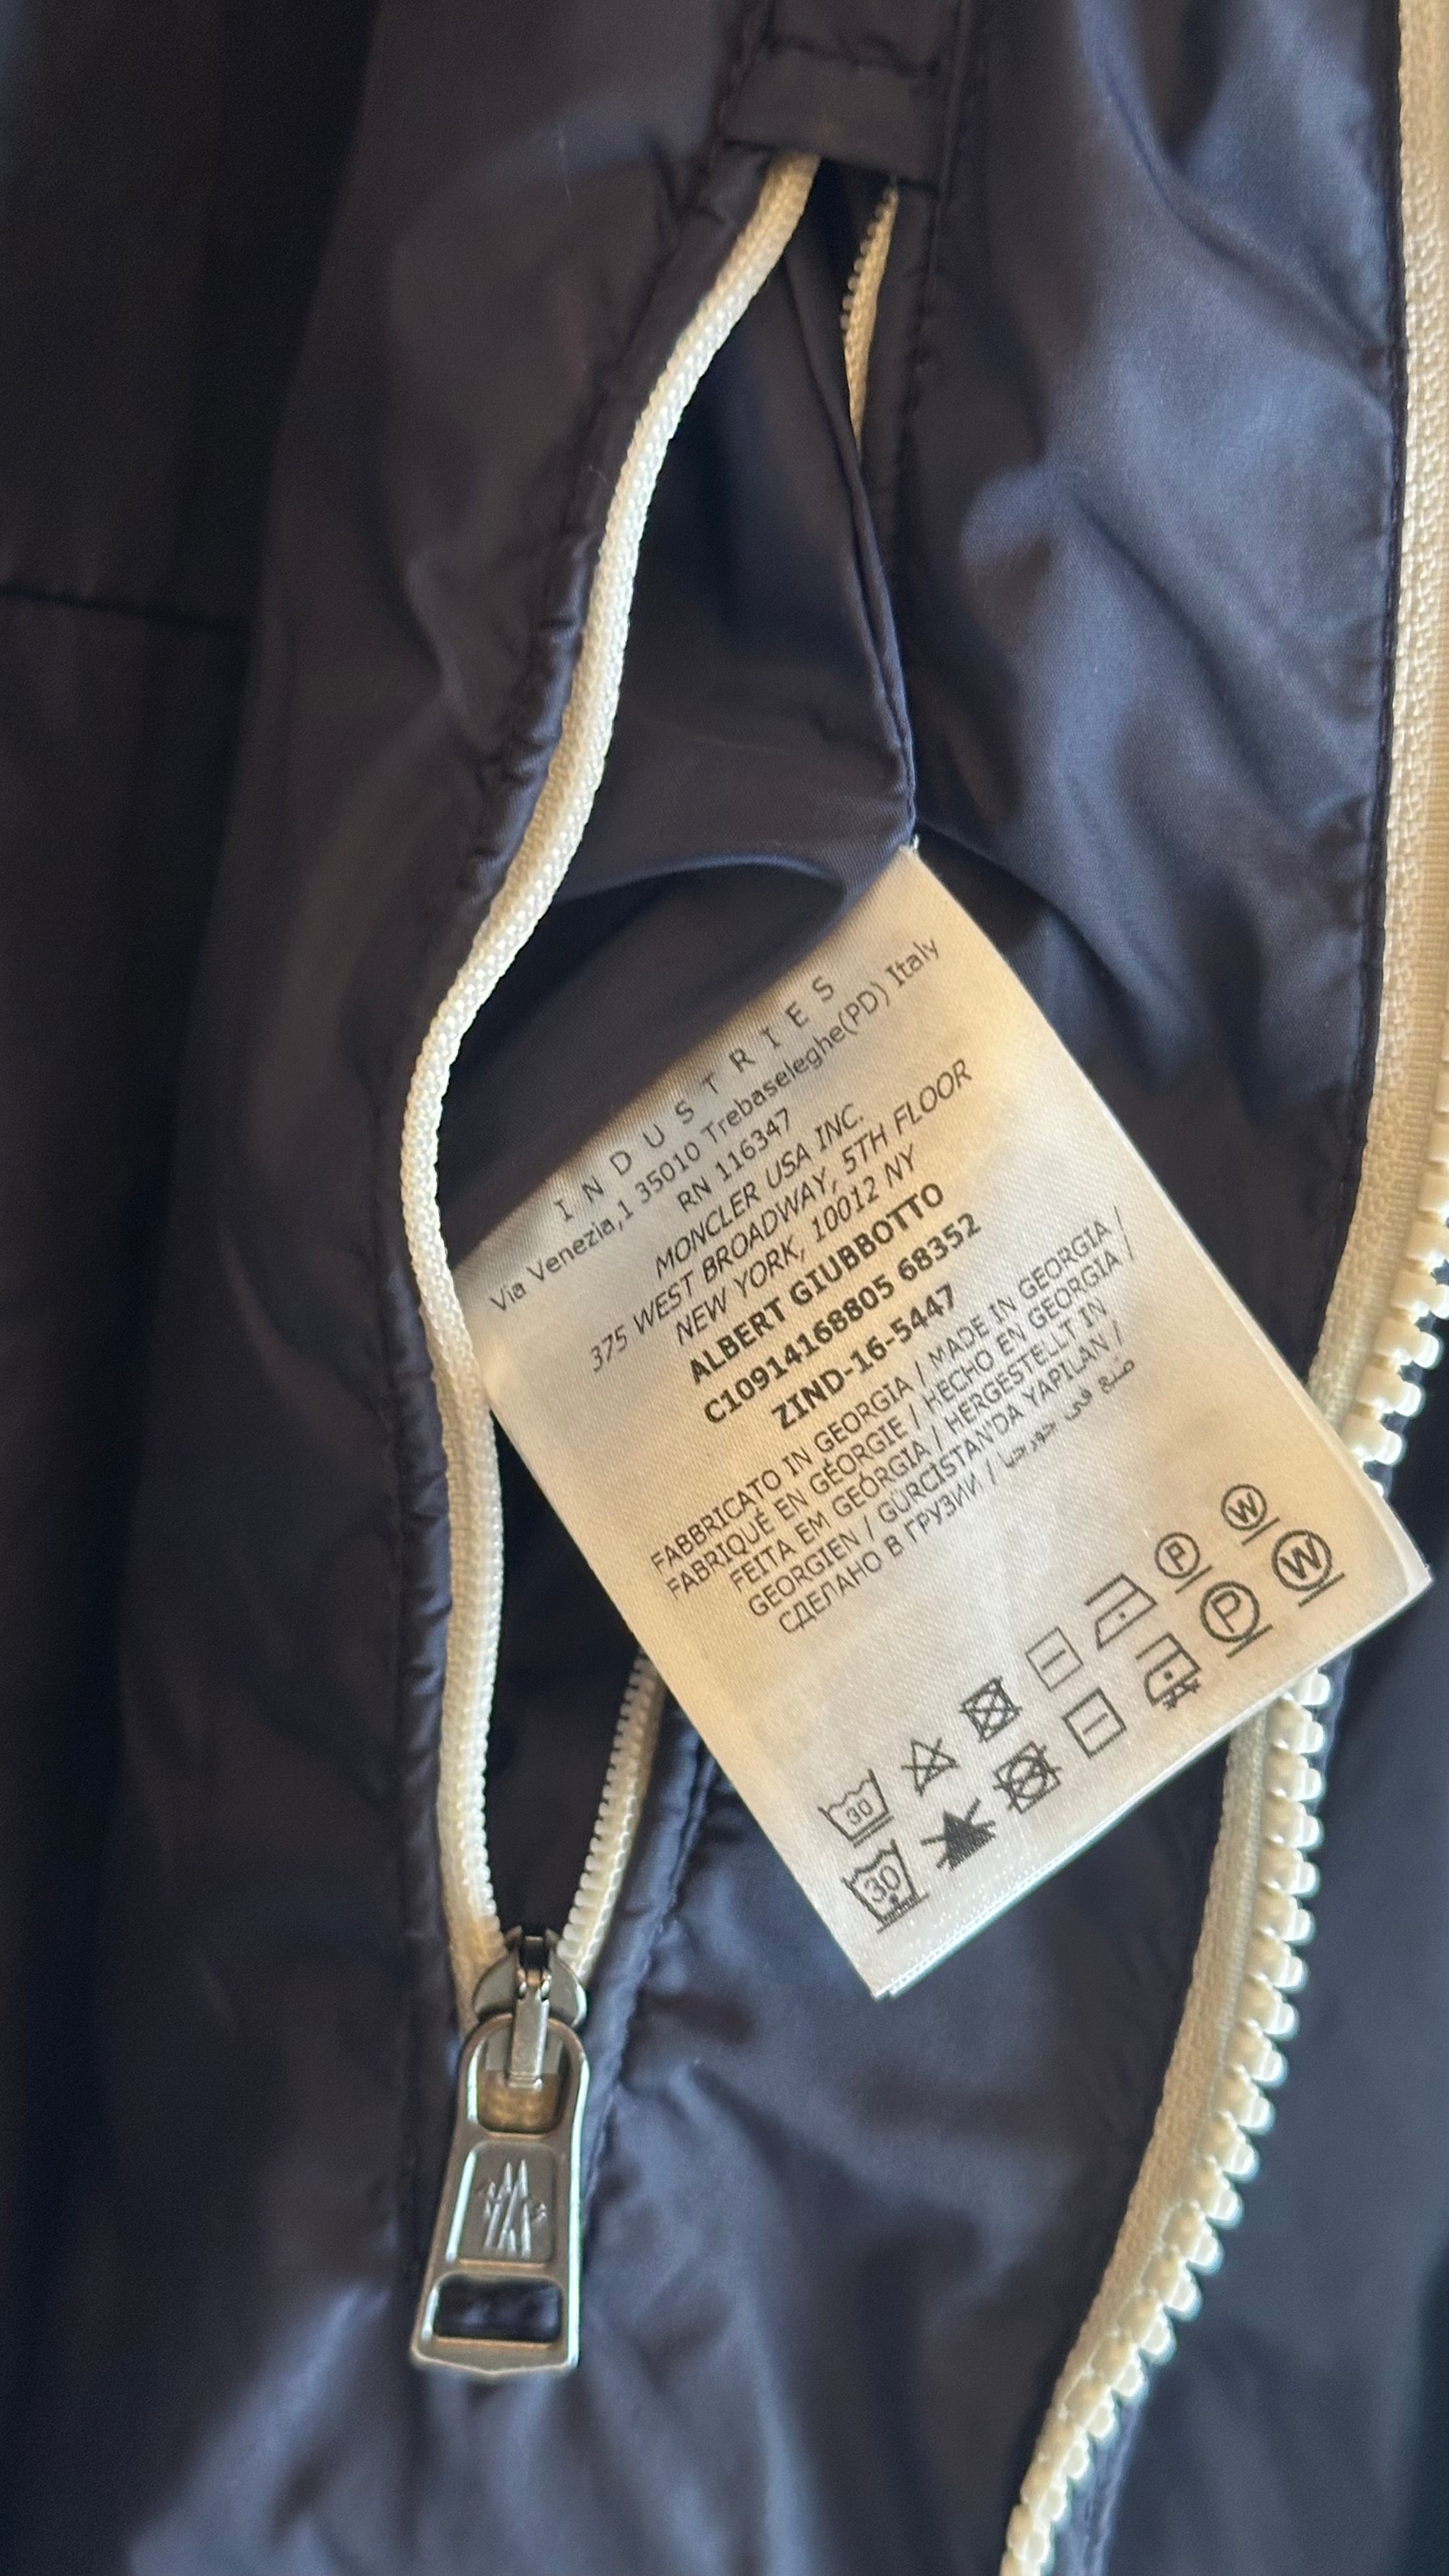 INDUSTRIES
Via Venezia,1 35010 Trebaseleghe(PD) Italy
RN 116347
MONCLER USA INC.
375 WEST BROADWAY, 5TH FLOOR
NEW YORK, 10012 NY
ALBERT GIUBBOTTO
C10914168805 68352
ZIND-16-5447
FABBRICATO IN GEORGIA / MADE IN GEORGIA /
FABRIQUÉ EN GÉORGIE / HECHO EN GEORGIA /
FEITA EM GEÓRGIA / HERGESTELLT IN
GEORGIEN / GÜRCİSTAN'DA YAPILAN /
СДЕЛАНО В ГРУЗИИ / صنع في جورجيا
30 P W
30 P W